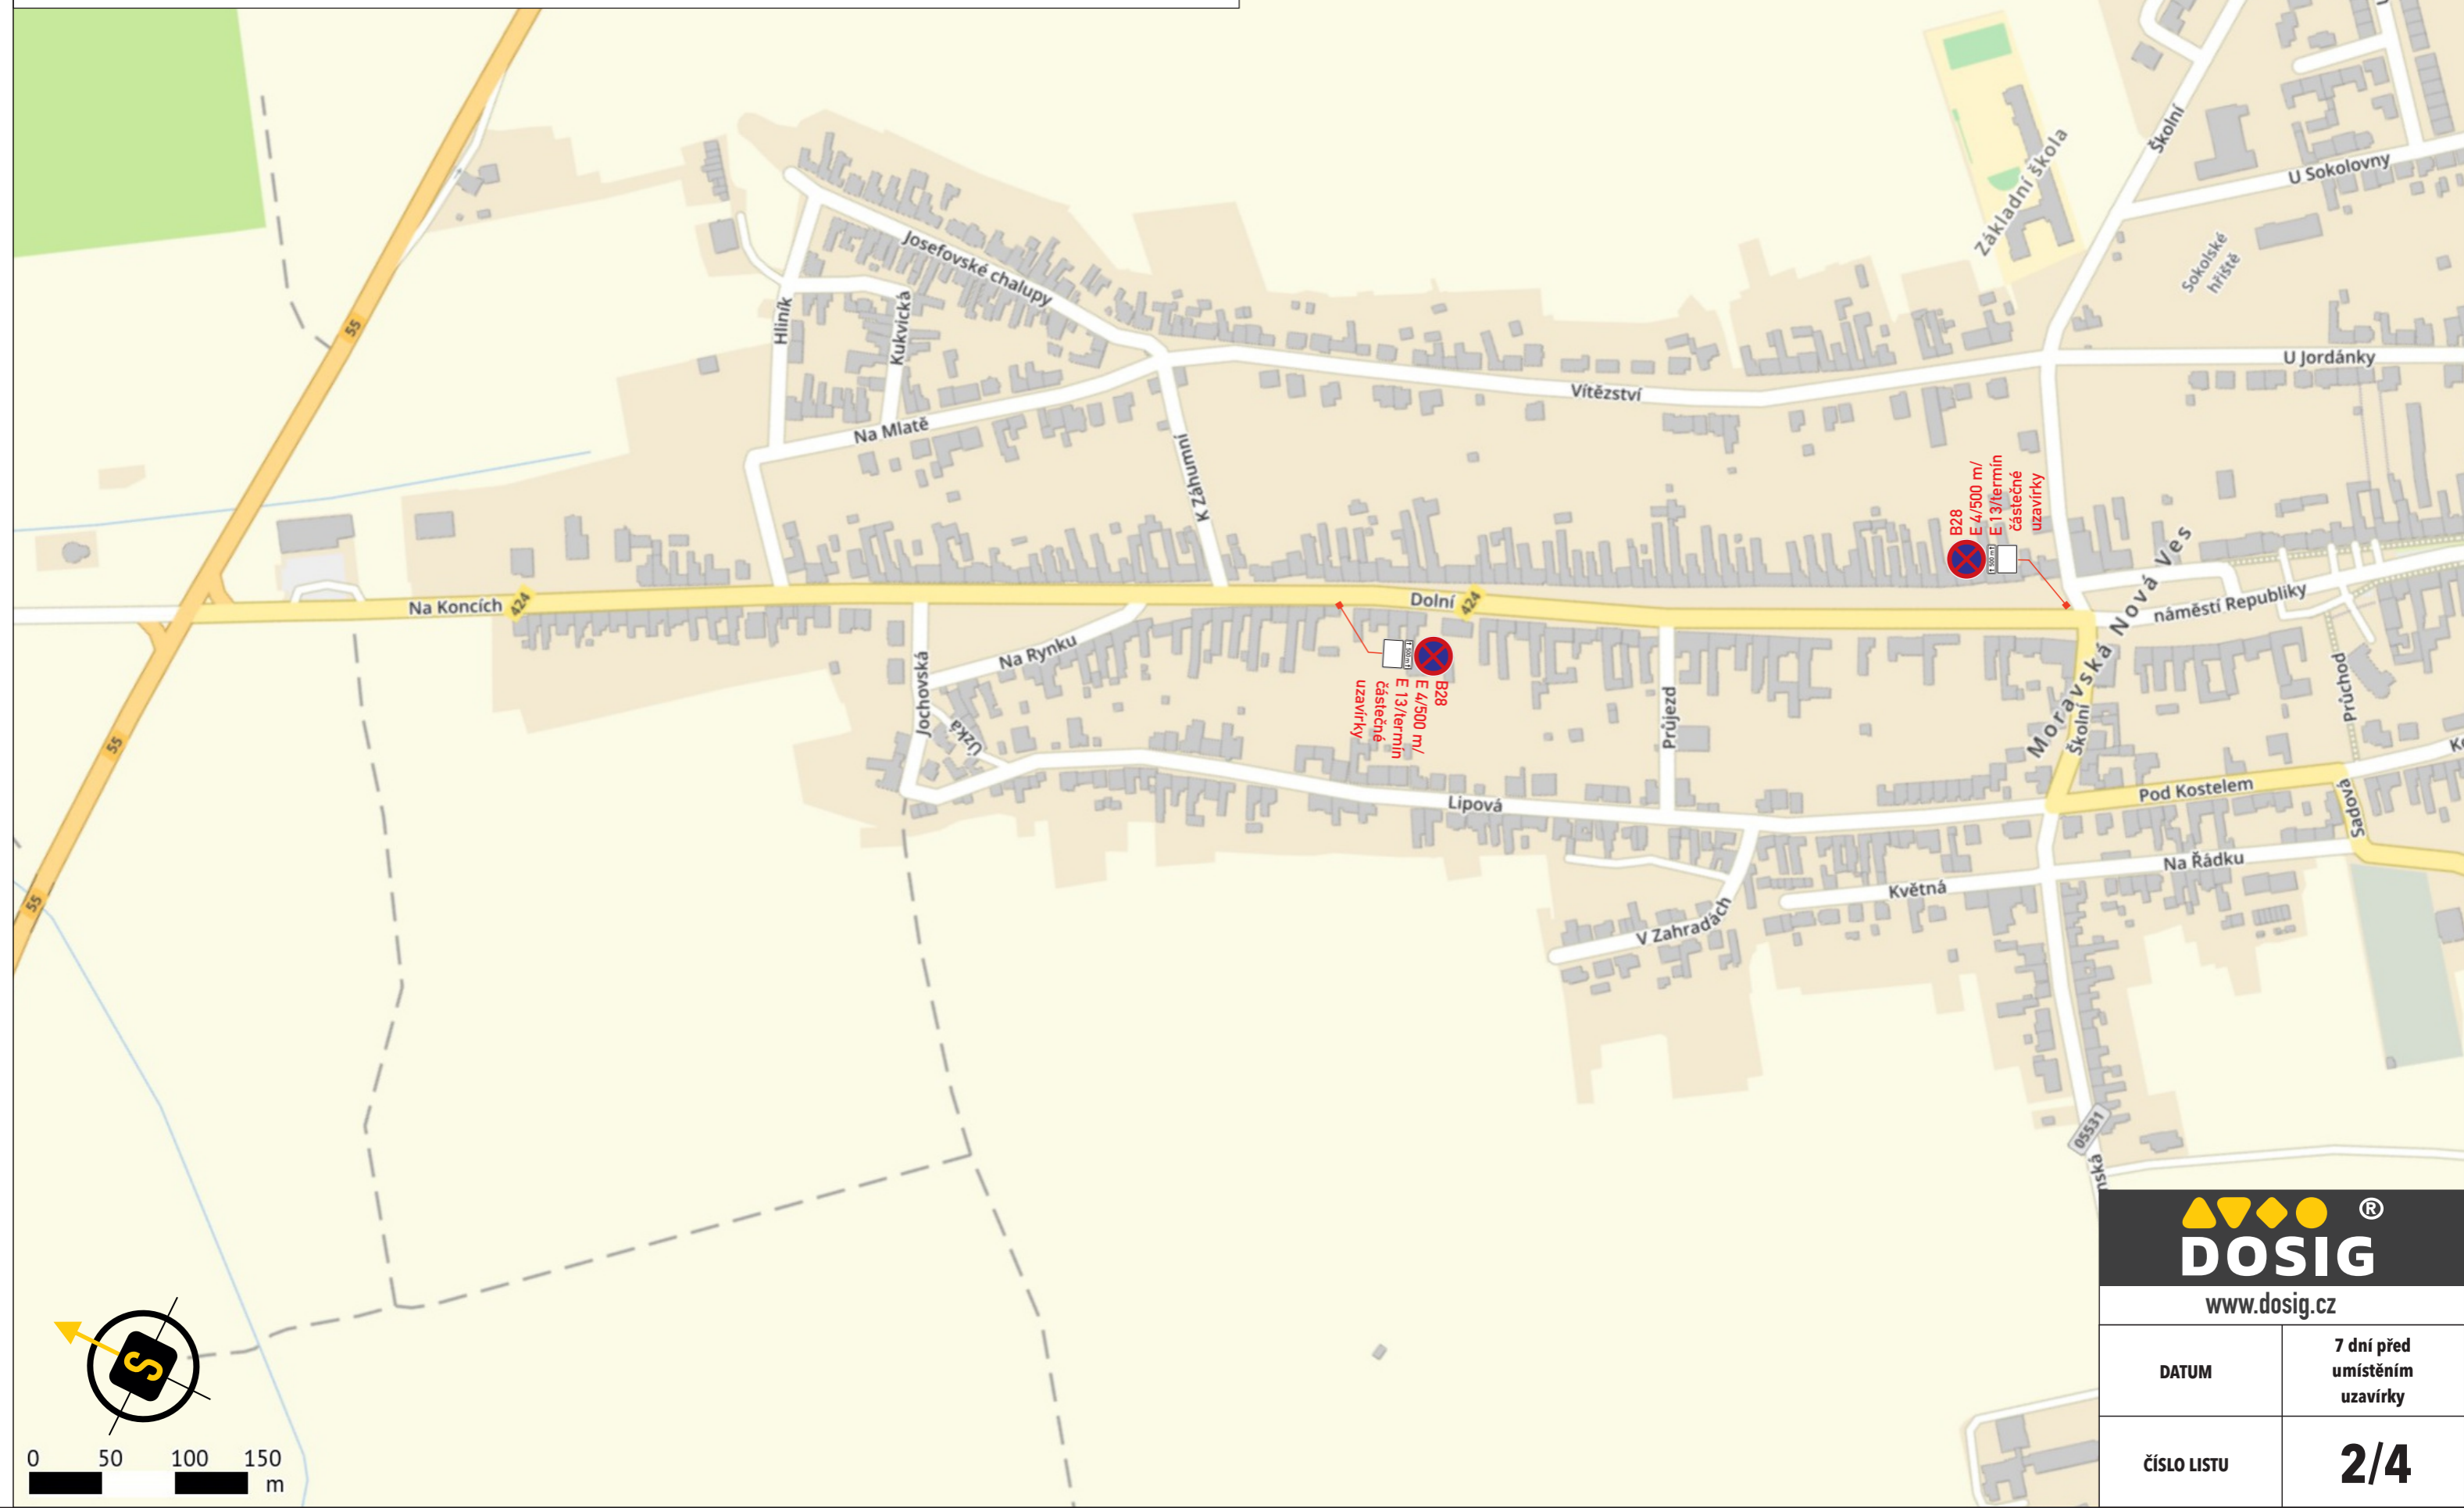 Základní škola
Školní
U Sokolovny
Sokolské
hřiště
Josefovské chalupy
Hliník
Kukvická
55
U Jordánky
Vítězství
Na Mlatě
K Záhumní
B28
E 4/500 m/
E 13/termín
částečné
uzavírky
Na Koncích
424
Dolní
424
náměstí Republiky
Moravská Nová Ves
Na Rynku
Jochovská
Úzká
B28
E 4/500 m/
E 13/termín
částečné
uzavírky
Průjezd
Školní
Průchod
55
Lipová
Pod Kostelem
Sadová
Na Řádku
Květná
V Zahradách
55
05531
®
DOSIG
www.dosig.cz
DATUM
7 dní před
umístěním
uzavírky
ČÍSLO LISTU
2/4
S
0 50 100 150
m